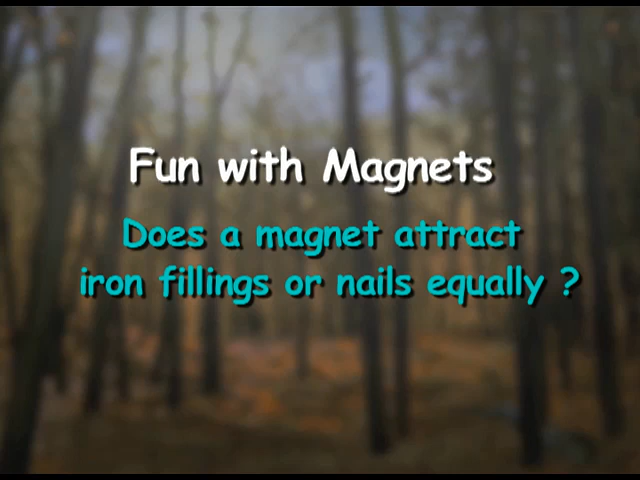 Fun with Magnets
Does a magnet attract
iron fillings or nails equally ?